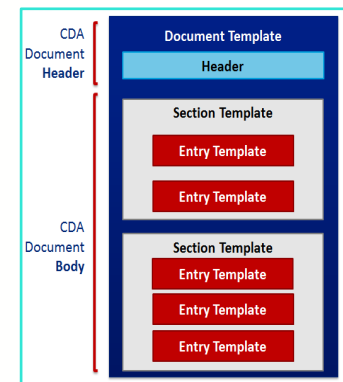 CDA
Document
Header
Document Template
Header
CDA
Document
Body
Section Template
Entry Template
Entry Template
Section Template
Entry Template
Entry Template
Entry Template